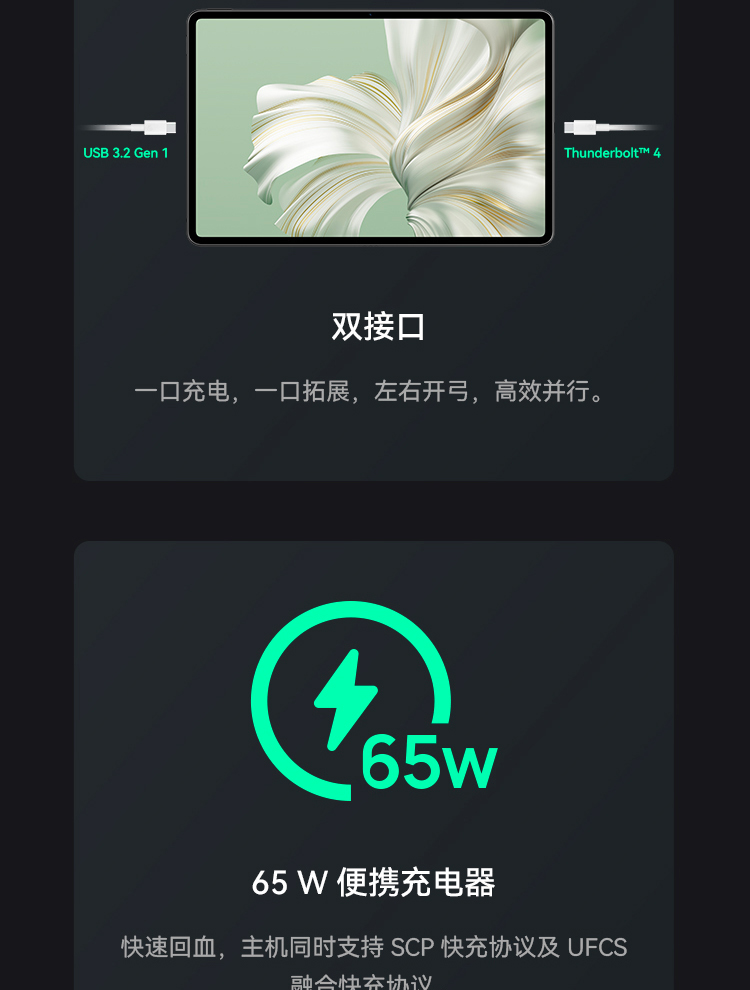 USB 3.2 Gen 1
Thunderbolt™ 4
双接口
一口充电，一口拓展，左右开弓，高效并行。
65W
65 W 便携充电器
快速回血，主机同时支持 SCP 快充协议及 UFCS
融合快充协议